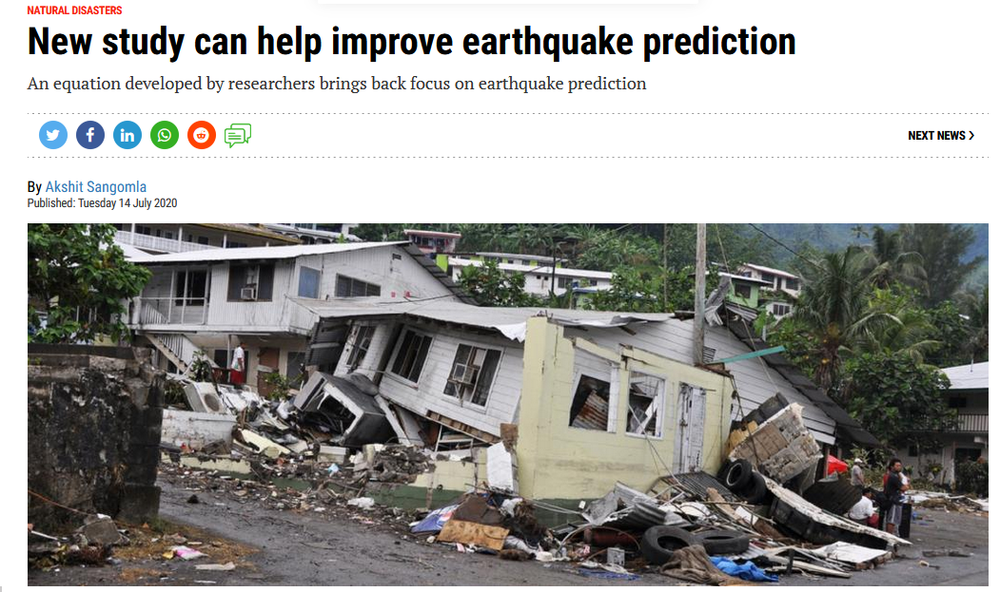 NATURAL DISASTERS
New study can help improve earthquake prediction
An equation developed by researchers brings back focus on earthquake prediction
NEXT NEWS
By Akshit Sangomla
Published: Tuesday 14 July 2020